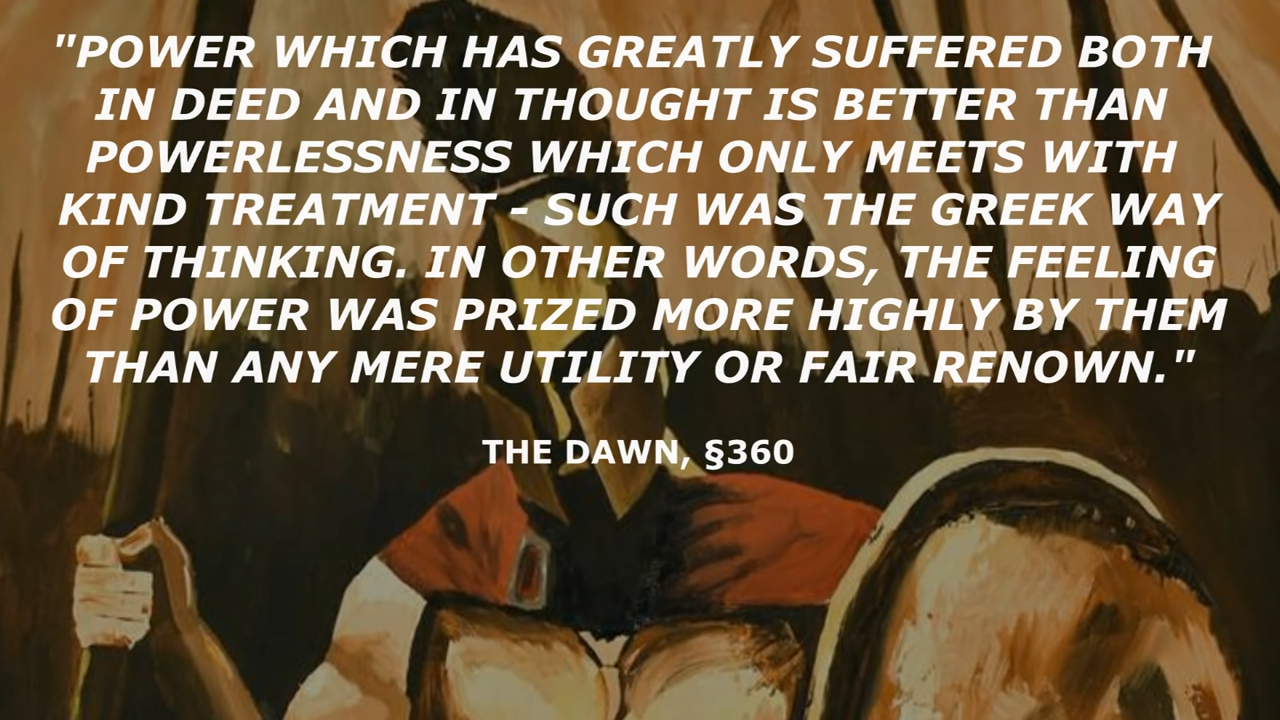 "POWER WHICH HAS GREATLY SUFFERED BOTH
IN DEED AND IN THOUGHT IS BETTER THAN
POWERLESSNESS WHICH ONLY MEETS WITH
KIND TREATMENT - SUCH WAS THE GREEK WAY
OF THINKING. IN OTHER WORDS, THE FEELING
OF POWER WAS PRIZED MORE HIGHLY BY THEM
THAN ANY MERE UTILITY OR FAIR RENOWN."
THE DAWN, §360